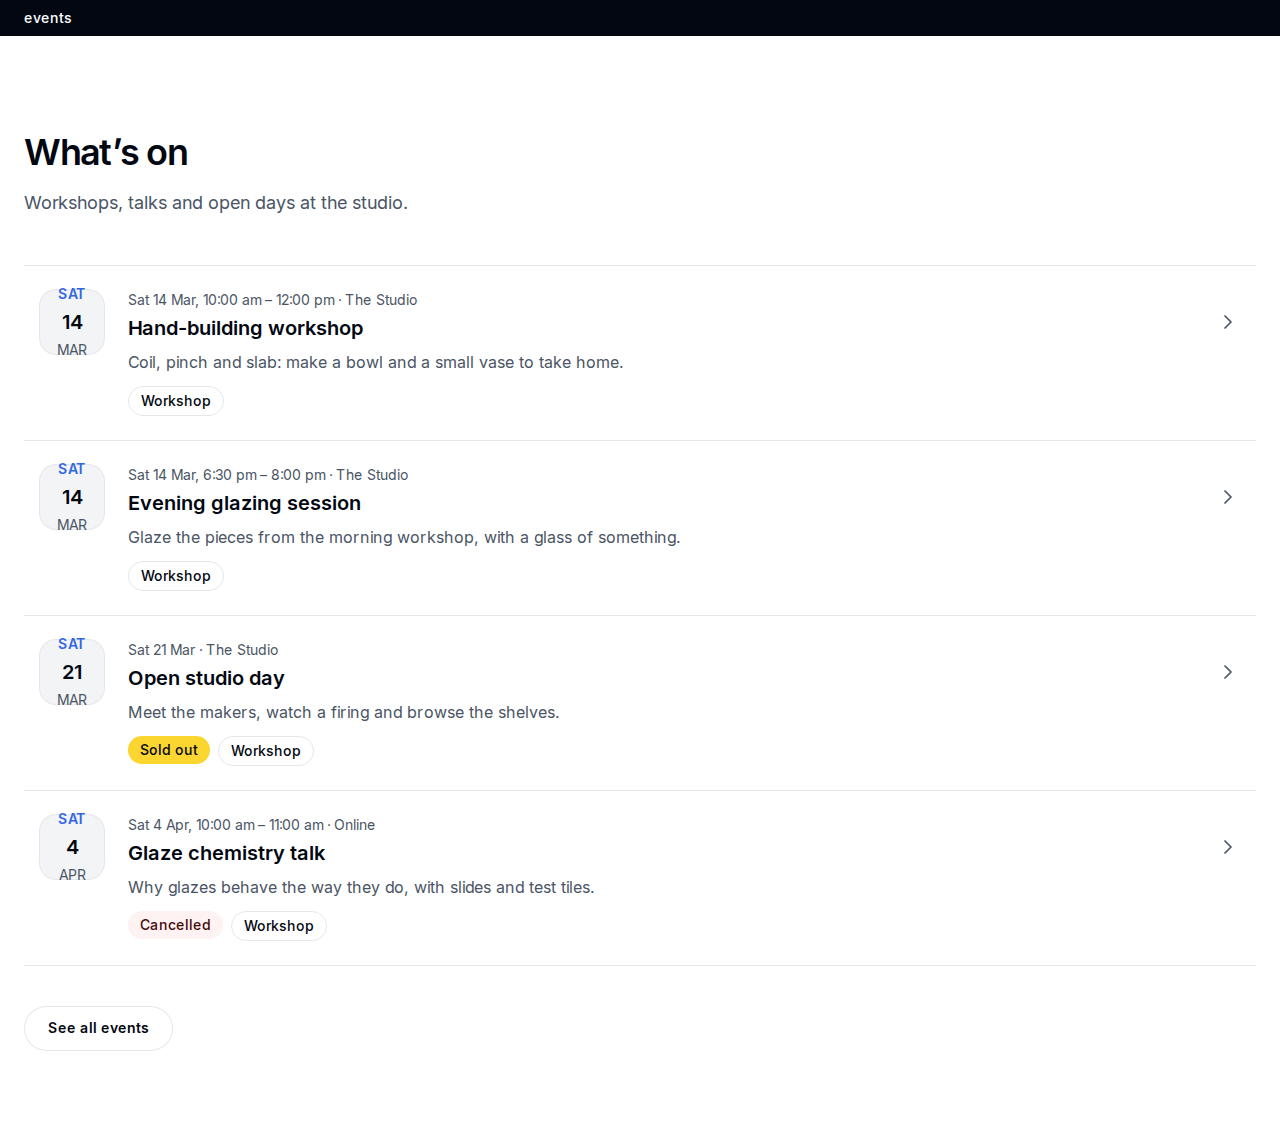 events
What’s on
Workshops, talks and open days at the studio.
SAT
14
MAR
Sat 14 Mar, 10:00 am – 12:00 pm · The Studio
Hand-building workshop
Coil, pinch and slab: make a bowl and a small vase to take home.
Workshop
SAT
14
MAR
Sat 14 Mar, 6:30 pm – 8:00 pm · The Studio
Evening glazing session
Glaze the pieces from the morning workshop, with a glass of something.
Workshop
SAT
21
MAR
Sat 21 Mar · The Studio
Open studio day
Meet the makers, watch a firing and browse the shelves.
Sold out Workshop
SAT
4
APR
Sat 4 Apr, 10:00 am – 11:00 am · Online
Glaze chemistry talk
Why glazes behave the way they do, with slides and test tiles.
Cancelled Workshop
See all events